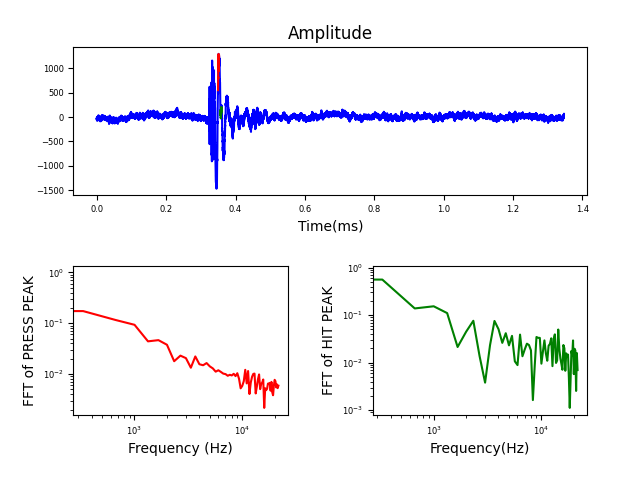 Amplitude
1000
500
0
−500
−1000
−1500
0.0 0.2 0.4 0.6 0.8 1.0 1.2 1.4
Time(ms)
FFT of PRESS PEAK
10⁰
10⁻¹
10⁻²
10³ 10⁴
Frequency (Hz)
FFT of HIT PEAK
10⁰
10⁻¹
10⁻²
10⁻³
10³ 10⁴
Frequency(Hz)